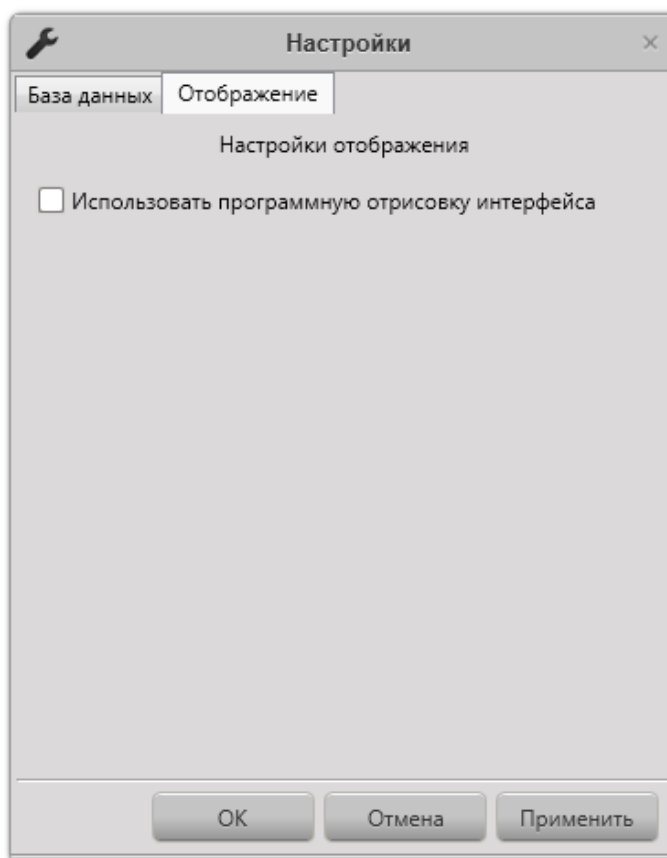 Настройки
База данных Отображение
Настройки отображения
Использовать программную отрисовку интерфейса
OK Отмена Применить